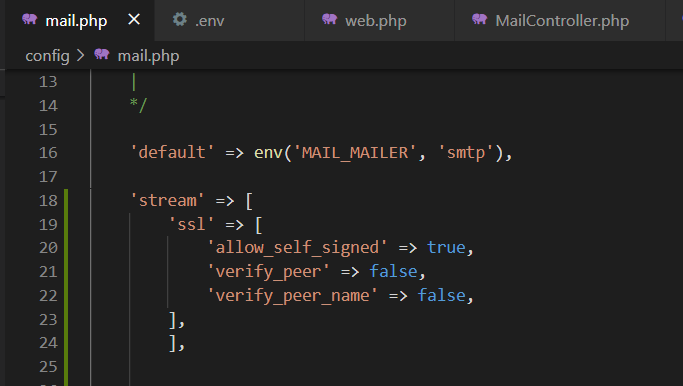 mail.php
.env
web.php
MailController.php
config > mail.php
13 |
14 */
15
16 'default' => env('MAIL_MAILER', 'smtp'),
17
18 'stream' => [
19 'ssl' => [
20 'allow_self_signed' => true,
21 'verify_peer' => false,
22 'verify_peer_name' => false,
23 ],
24 ],
25